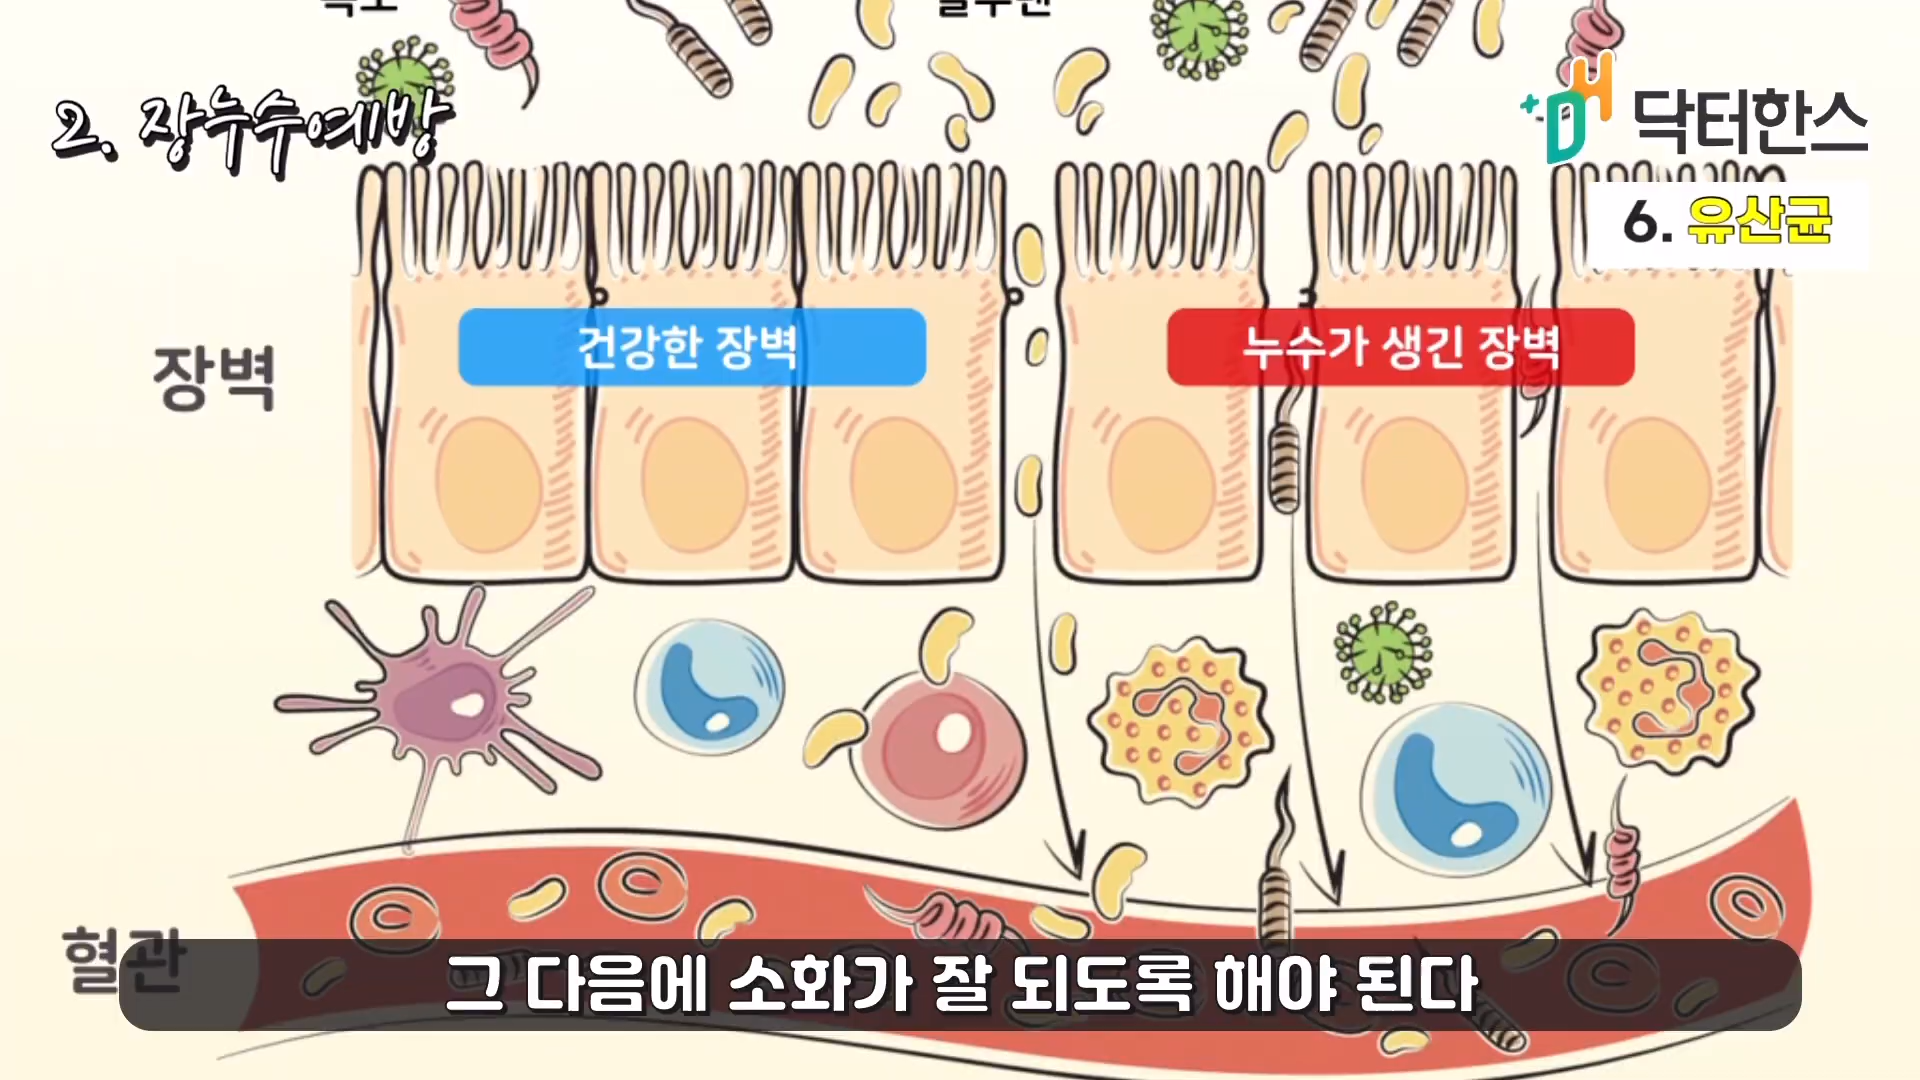 2. 장누수예방
닥터한스
6. 유산균
건강한 장벽
누수가 생긴 장벽
장벽
혈관
그 다음에 소화가 잘 되도록 해야 된다